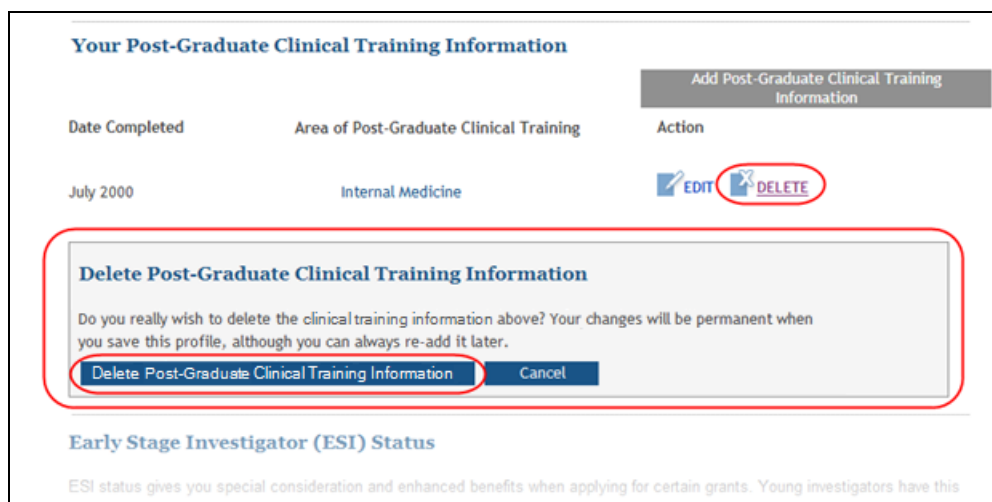 Your Post-Graduate Clinical Training Information
Add Post-Graduate Clinical Training
Information
Date Completed Area of Post-Graduate Clinical Training Action
July 2000 Internal Medicine EDIT DELETE
Delete Post-Graduate Clinical Training Information
Do you really wish to delete the clinical training information above? Your changes will be permanent when
you save this profile, although you can always re-add it later.
Delete Post-Graduate Clinical Training Information Cancel
Early Stage Investigator (ESI) Status
ESI status gives you special consideration and enhanced benefits when applying for certain grants. Young investigators have this